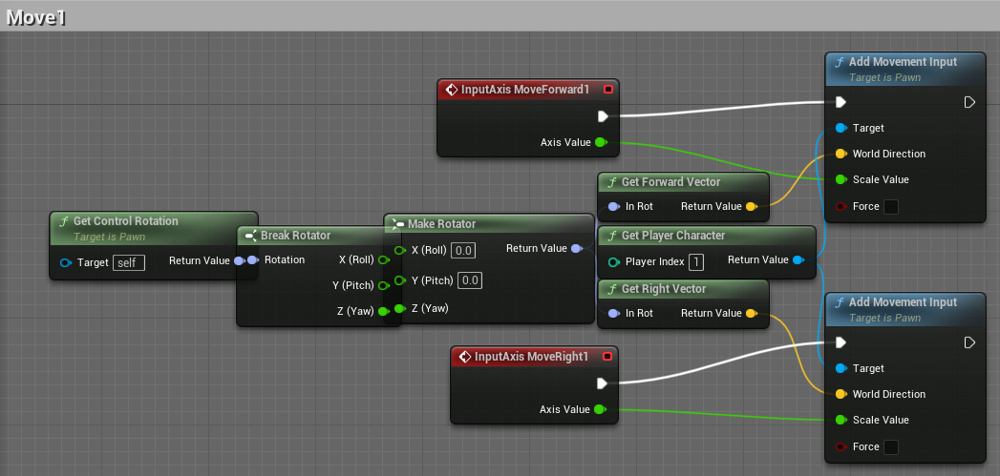 Move1
InputAxis MoveForward1
Axis Value
Add Movement Input
Target is Pawn
Target
World Direction
Scale Value
Force
Get Forward Vector
In Rot Return Value
Get Control Rotation
Target is Pawn
Target self Return Value
Break Rotator
Rotation X (Roll)
Y (Pitch)
Z (Yaw)
Make Rotator
X (Roll) 0.0 Return Value
Y (Pitch) 0.0
Z (Yaw)
Get Player Character
Player Index 1 Return Value
Get Right Vector
In Rot Return Value
InputAxis MoveRight1
Axis Value
Add Movement Input
Target is Pawn
Target
World Direction
Scale Value
Force